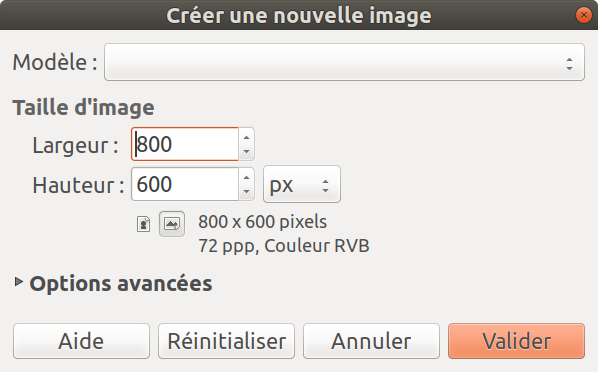 Créer une nouvelle image
Modèle :
Taille d'image
Largeur : 800
Hauteur : 600 px
800 x 600 pixels
72 ppp, Couleur RVB
Options avancées
Aide Réinitialiser Annuler Valider